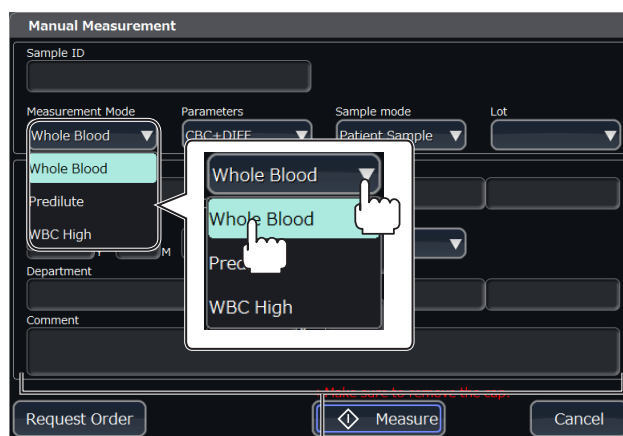 Manual Measurement
Sample ID
Measurement Mode Parameters Sample mode Lot
Whole Blood CBC+DIFF Patient Sample
Whole Blood
Predilute
WBC High
Y M
Department
Comment
Whole Blood
Whole Blood
Pred
WBC High
Make sure to remove the cap.
Request Order Measure Cancel